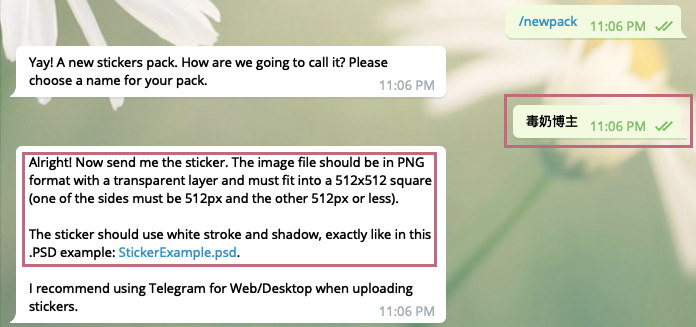 /newpack
11:06 PM
Yay! A new stickers pack. How are we going to call it? Please
choose a name for your pack.
11:06 PM
毒奶博主
11:06 PM
Alright! Now send me the sticker. The image file should be in PNG
format with a transparent layer and must fit into a 512x512 square
(one of the sides must be 512px and the other 512px or less).
The sticker should use white stroke and shadow, exactly like in this
.PSD example: StickerExample.psd.
I recommend using Telegram for Web/Desktop when uploading
stickers.
11:06 PM